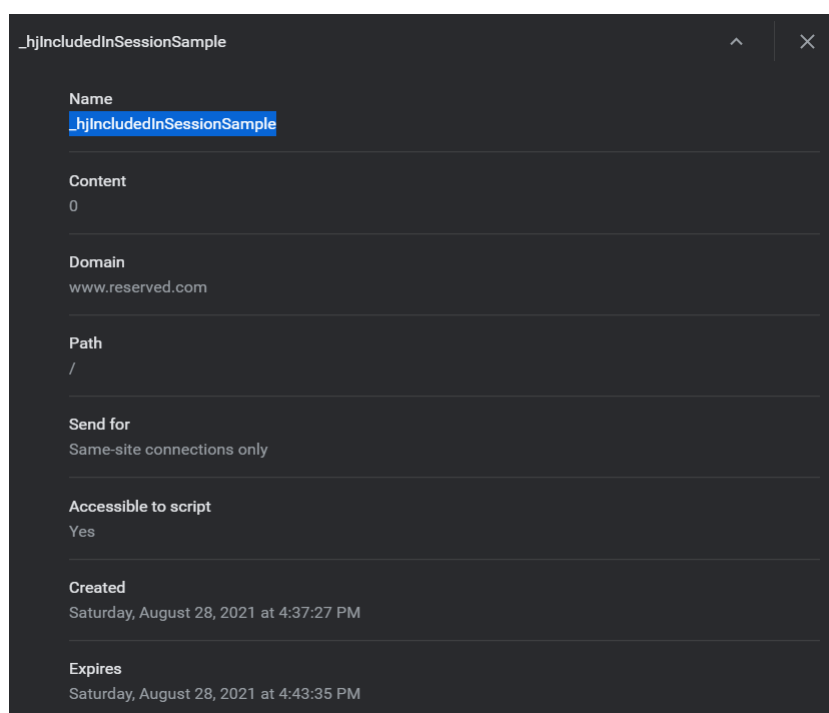 _hjIncludedInSessionSample
Name
_hjIncludedInSessionSample
Content
0
Domain
www.reserved.com
Path
/
Send for
Same-site connections only
Accessible to script
Yes
Created
Saturday, August 28, 2021 at 4:37:27 PM
Expires
Saturday, August 28, 2021 at 4:43:35 PM